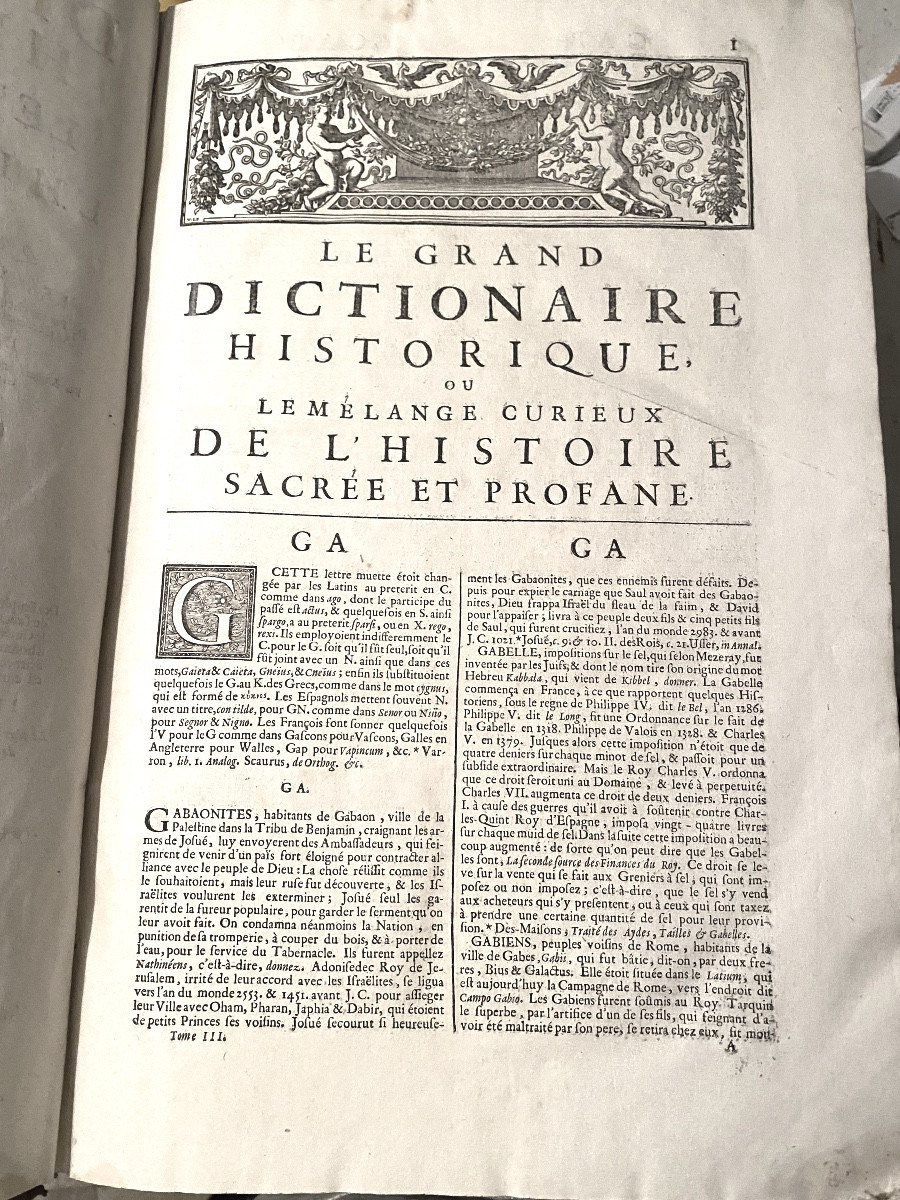 1
LE GRAND
DICTIONAIRE
HISTORIQUE,
OU
LE MÉLANGE CURIEUX
DE L'HISTOIRE
SACRÉE ET PROFANE.
G A
CETTE lettre muette étoit chan-
gée par les Latins au preterit en C.
comme dans ago, dont le participe du
passé est actus, & quelquefois en S. ainsi
spargo, a au preterit sparsi, ou en X. rego,
rexi. Ils employoient indifferemment le
C. pour le G. soit qu'il fût seul, soit qu'il
fût joint avec un N. ainsi que dans ces
mots, Gaieta & Caieta, Gneïus, & Cneïus; enfin ils substituoient
quelquefois le G. au K. des Grecs, comme dans le mot cygnus,
qui est formé de Les Espagnols mettent souvent N.
avec un titre, con tilde, pour GN. comme dans Senor ou Niño,
pour Segnor & Nigno. Les François font sonner quelquefois
l'V pour le G comme dans Gascons pour Vascons, Galles en
Angleterre pour Walles, Gap pour Vapincum, &c. * Var-
ron, lib. 1. Analog. Scaurus, de Orthog. &c.
G A.
GABAONITES, habitants de Gabaon, ville de la
Palestine dans la Tribu de Benjamin, craignant les ar-
mes de Josué, luy envoyerent des Ambassadeurs, qui fei-
gnirent de venir d'un païs fort éloigné pour contracter al-
liance avec le peuple de Dieu: La chose réüssit comme ils
le souhaitoient, mais leur ruse fut découverte, & les Is-
raëlites voulurent les exterminer; Josué seul les ga-
rentit de la fureur populaire, pour garder le serment qu'on
leur avoit fait. On condamna néanmoins la Nation, en
punition de sa tromperie, à couper du bois, & à porter de
l'eau, pour le service du Tabernacle. Ils furent appellez
Nathinéens, c'est-à-dire, donnez. Adonisedec Roy de Je-
rusalem, irrité de leur accord avec les Israëlites, se ligua
vers l'an du monde 2553. & 1451. avant J. C. pour assieger
leur Ville avec Oham, Pharan, Japhia & Dabir, qui étoient
de petits Princes ses voisins. Josué secourut si heureuse-
Tome III.
G A
ment les Gabaonites, que ces ennemis furent défaits. De-
puis pour expier le carnage que Saul avoit fait des Gabao-
nites, Dieu frappa Israël du fleau de la faim, & David
pour l'appaiser; livra à ce peuple deux fils & cinq petits fils
de Saul, qui furent crucifiez, l'an du monde 2983. & avant
J. C. 1021. * Josué, c. 9. & 10. II. des Rois, c. 21. Usser, in Annal.
GABELLE, impositions sur le sel, qui selon Mezeray, fut
inventée par les Juifs, & dont le nom tire son origine du mot
Hebreu Kabbala, qui vient de Kibbel, donner. La Gabelle
commença en France, à ce que rapportent quelques His-
toriens, sous le regne de Philippe IV. dit le Bel, l'an 1286.
Philippe V. dit le Long, fit une Ordonnance sur le fait de
la Gabelle en 1318. Philippe de Valois en 1328. & Charles
V. en 1379. Jusques alors cette imposition n'étoit que de
quatre deniers sur chaque minot de sel, & passoit pour un
subside extraordinaire. Mais le Roy Charles V. ordonna
que ce droit seroit uni au Domaine, & levé à perpetuité.
Charles VII. augmenta ce droit de deux deniers. François
I. à cause des guerres qu'il avoit à soûtenir contre Char-
les-Quint Roy d'Espagne, imposa vingt-quatre livres
sur chaque muid de sel. Dans la suite cette imposition a beau-
coup augmenté: de sorte qu'on peut dire que les Gabel-
les sont, La seconde source des Finances du Roy. Ce droit se le-
ve sur la vente qui se fait aux Greniers à sel, qui sont im-
posez ou non imposez; c'est-à-dire, que le sel s'y vend
aux acheteurs qui s'y presentent, ou à ceux qui sont taxez
à prendre une certaine quantité de sel pour leur provi-
sion. * Des-Maisons, Traité des Aydes, Tailles & Gabelles.
GABIENS, peuples voisins de Rome, habitants de la
ville de Gabes, Gabii, qui fut bâtie, dit-on, par deux fre-
res, Bius & Galactus. Elle étoit située dans le Latium, qui
est aujourd'huy la Campagne de Rome, vers l'endroit dit
Campo Gabio. Les Gabiens furent soûmis au Roy Tarquin
le superbe, par l'artifice d'un de ses fils, qui feignant d'a-
voir été maltraité par son pere, se retira chez eux, fit mou-
A